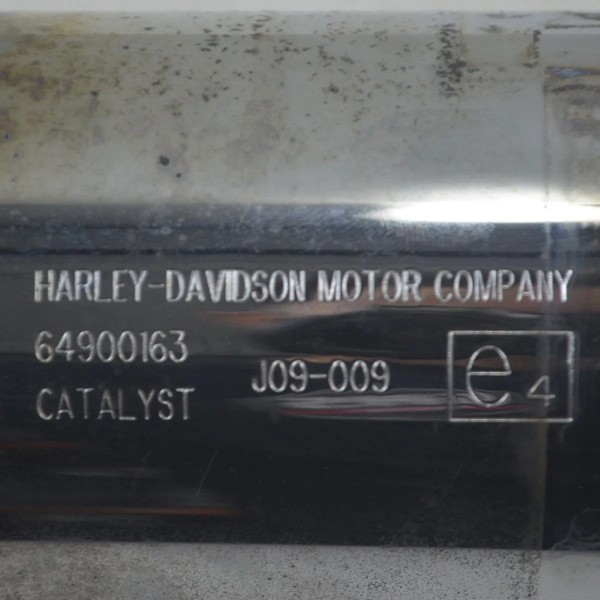 HARLEY-DAVIDSON MOTOR COMPANY
64900163
J09-009
CATALYST
e4